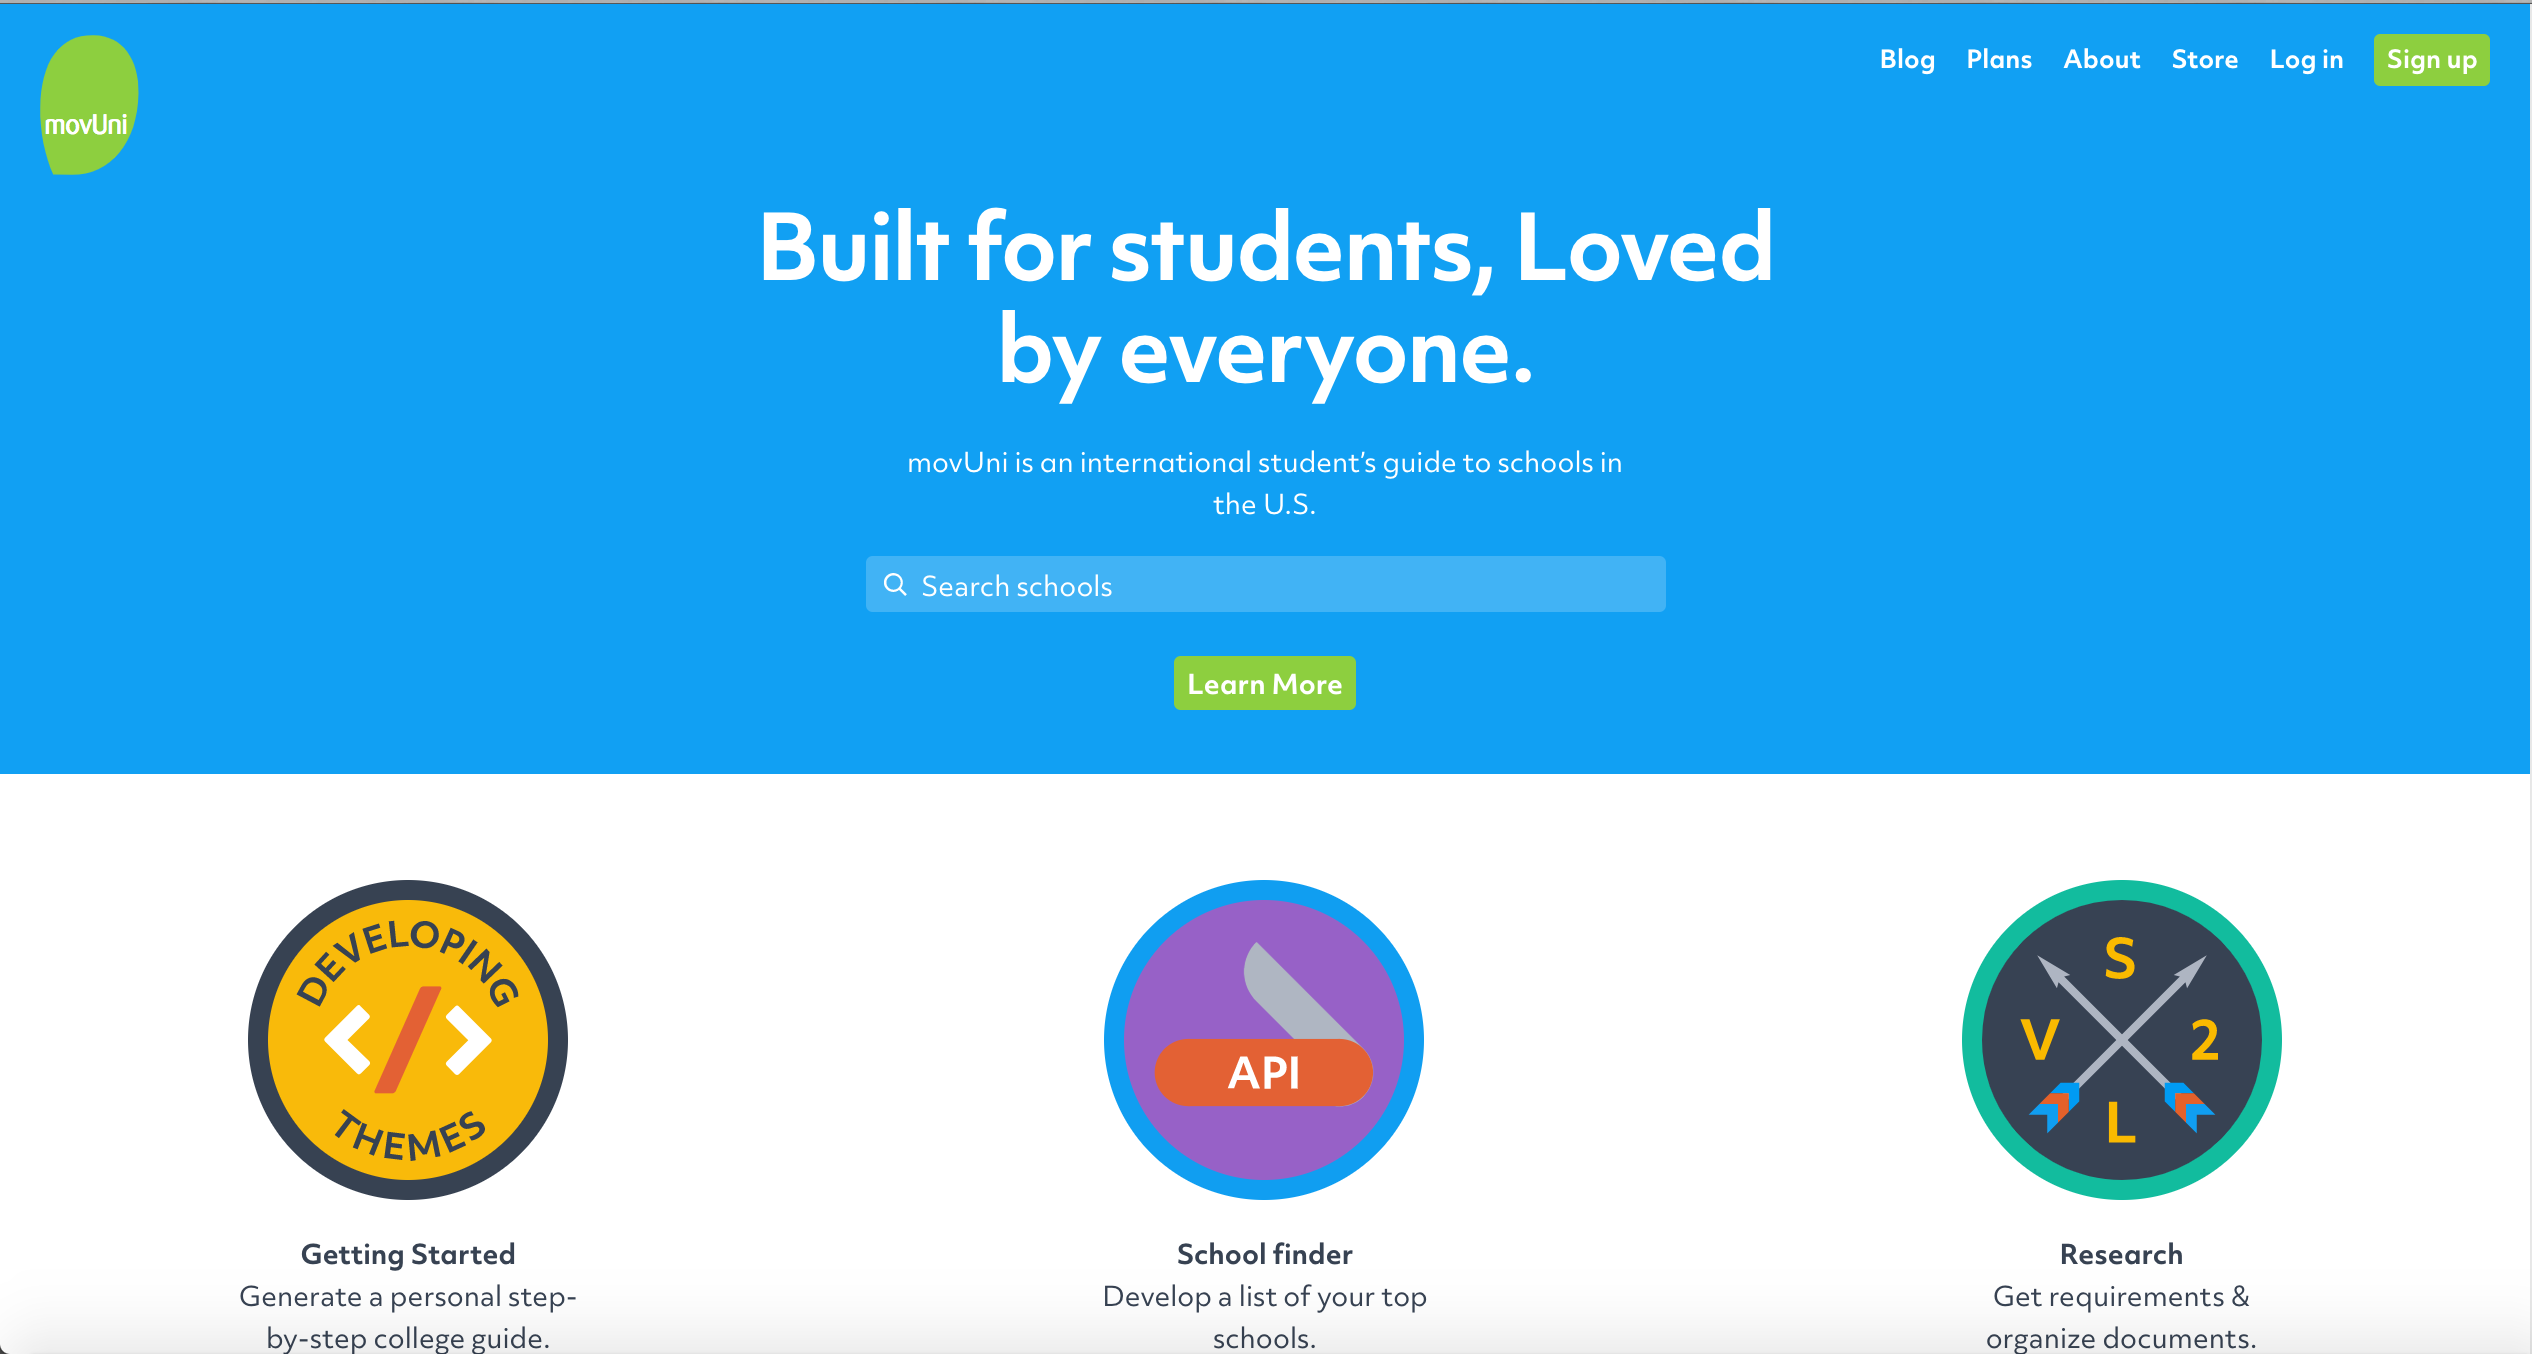 movUni
Blog Plans About Store Log in Sign up
Built for students, Loved
by everyone.
movUni is an international student’s guide to schools in
the U.S.
Search schools
Learn More
DEVELOPING
THEMES
API
S
V 2
L
Getting Started
Generate a personal step-
by-step college guide.
School finder
Develop a list of your top
schools.
Research
Get requirements &
organize documents.